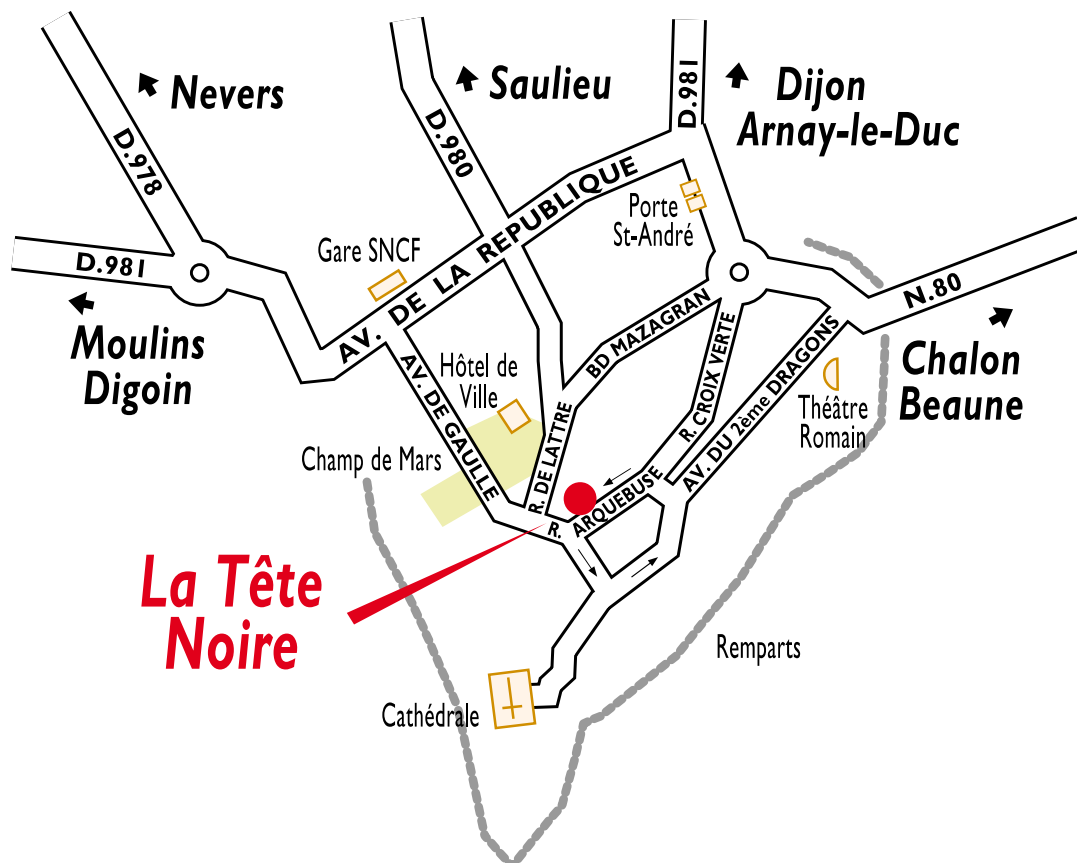 Nevers
Saulieu
Dijon
Arnay-le-Duc
D.978
D.980
D.981
D.981
AV. DE LA REPUBLIQUE
Gare SNCF
Porte
St-André
Moulins
Digoin
N.80
Chalon
Beaune
BD MAZAGRAN
R. CROIX VERTE
AV. DU 2ème DRAGONS
Théâtre
Romain
AV. DE GAULLE
Hôtel de
Ville
Champ de Mars
R. DE LATTRE
R. ARQUEBUSE
La Tête
Noire
Remparts
Cathédrale